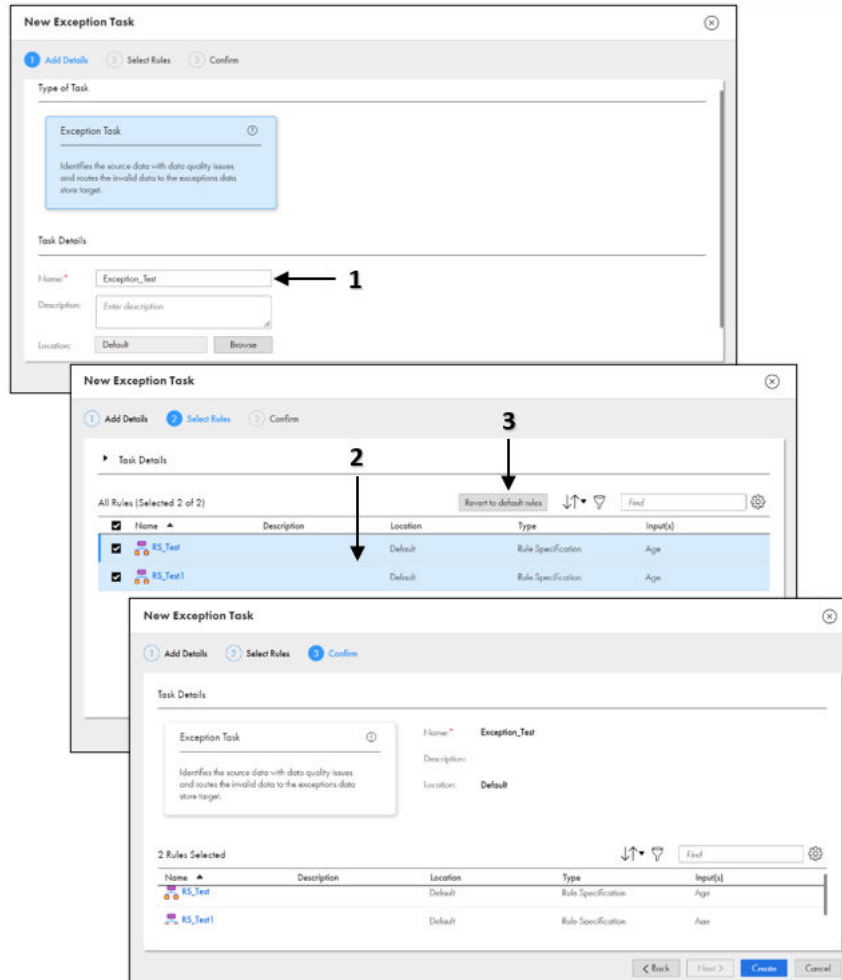 New Exception Task
1 Add Details 2 Select Rules 3 Confirm
Type of Task
Exception Task
Identifies the source data with data quality issues
and routes the invalid data to the exceptions data
store target.
Task Details
Name:* Exception_Test
1
Description: Enter description
Location: Default Browse
New Exception Task
1 Add Details 2 Select Rules 3 Confirm
3
Task Details
2
All Rules (Selected 2 of 2) Revert to default rules Find
Name Description Location Type Input(s)
RS_Test Default Rule Specification Age
RS_Test1 Default Rule Specification Age
New Exception Task
1 Add Details 2 Select Rules 3 Confirm
Task Details
Exception Task
Identifies the source data with data quality issues
and routes the invalid data to the exceptions data
store target.
Name:* Exception_Test
Description:
Location: Default
2 Rules Selected Find
Name Description Location Type Input(s)
RS_Test Default Rule Specification Age
RS_Test1 Default Rule Specification Age
< Back Next > Create Cancel